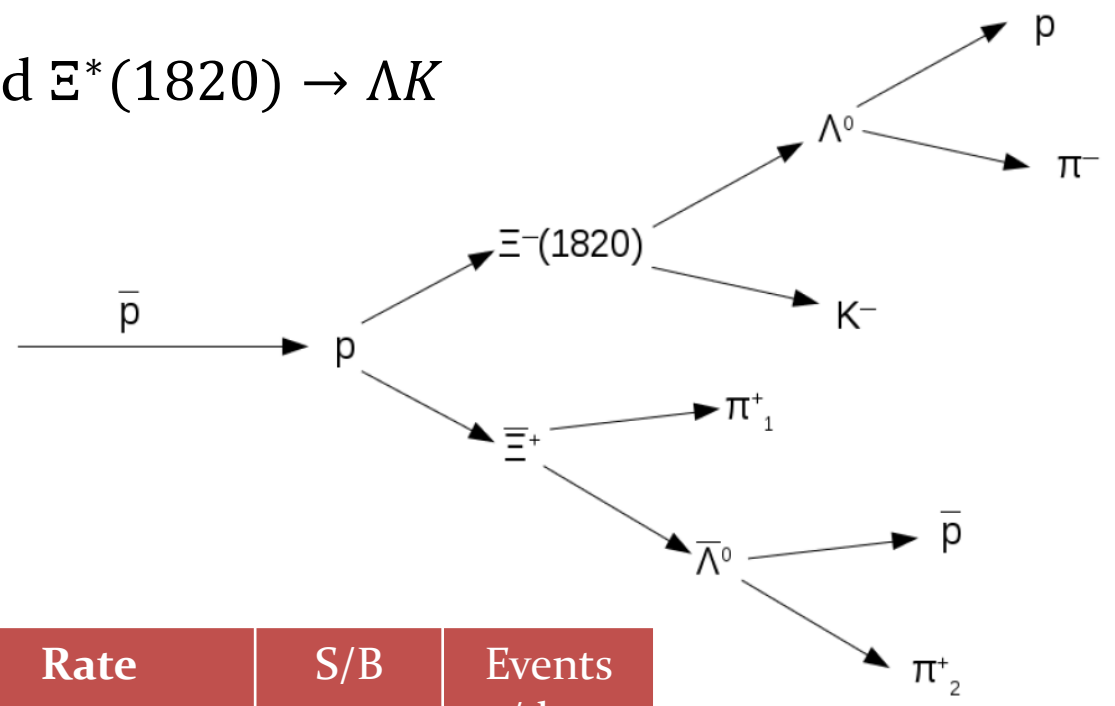 d Ξ*(1820) → ΛK
p
Λ⁰
π⁻
Ξ⁻(1820)
p̅
K⁻
p
π⁺₁
Ξ̅⁺
p̅
Λ̅⁰
π⁺₂
Rate S/B Events